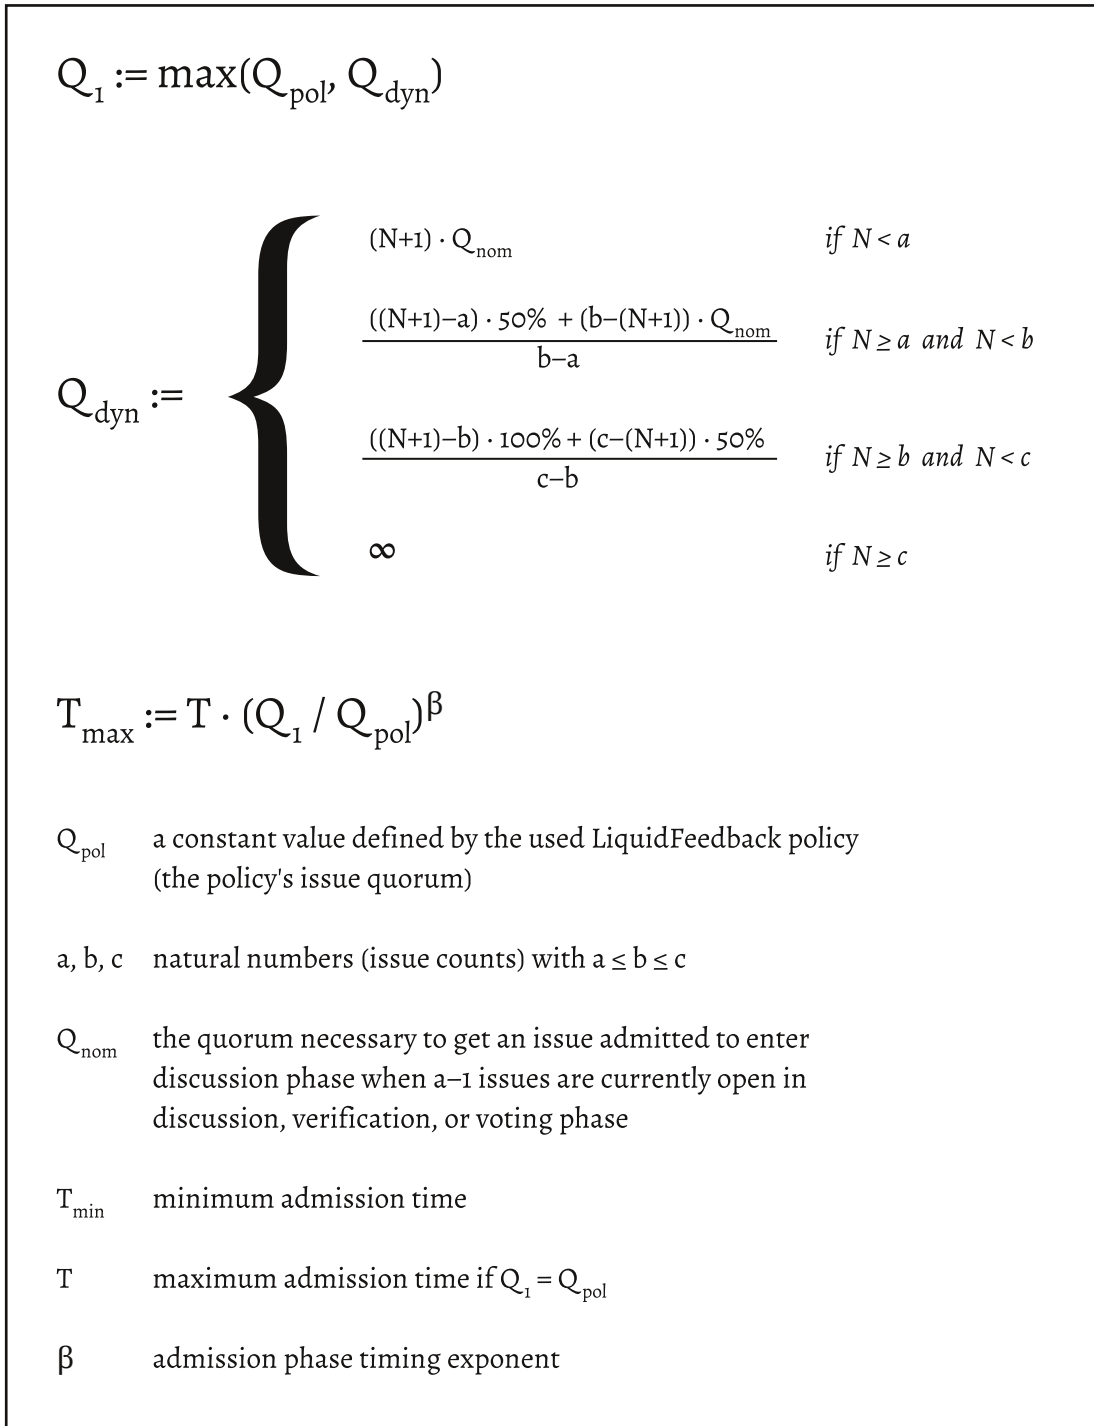 Q₁ := max(Q_pol, Q_dyn)
(N+1) · Q_nom if N < a
((N+1)−a) · 50% + (b−(N+1)) · Q_nom
b−a
if N ≥ a and N < b
Q_dyn :=
((N+1)−b) · 100% + (c−(N+1)) · 50%
c−b
if N ≥ b and N < c
∞ if N ≥ c
T_max := T · (Q₁ / Q_pol)^β
Q_pol a constant value defined by the used LiquidFeedback policy
(the policy's issue quorum)
a, b, c natural numbers (issue counts) with a ≤ b ≤ c
Q_nom the quorum necessary to get an issue admitted to enter
discussion phase when a−1 issues are currently open in
discussion, verification, or voting phase
T_min minimum admission time
T maximum admission time if Q₁ = Q_pol
β admission phase timing exponent